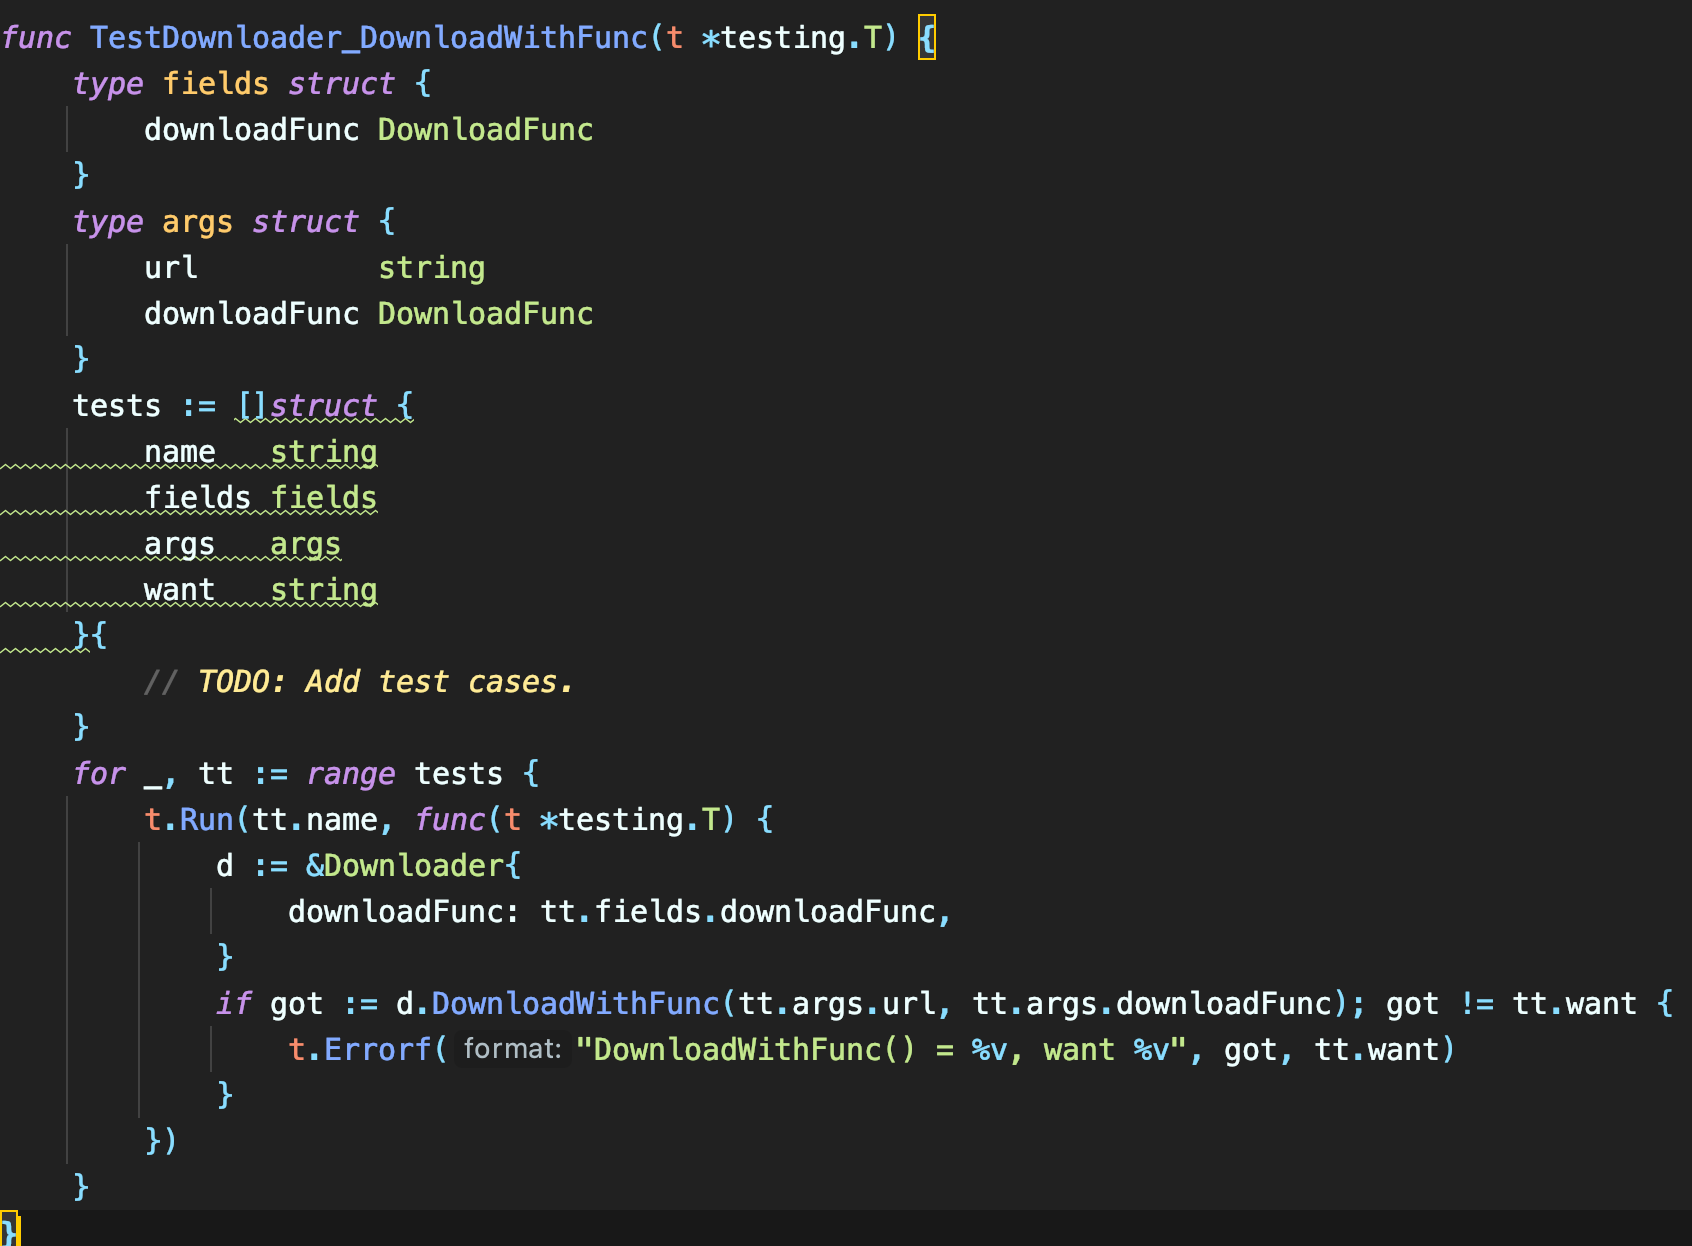 func TestDownloader_DownloadWithFunc(t *testing.T) {
    type fields struct {
        downloadFunc DownloadFunc
    }
    type args struct {
        url          string
        downloadFunc DownloadFunc
    }
    tests := []struct {
        name   string
        fields fields
        args   args
        want   string
    }{
        // TODO: Add test cases.
    }
    for _, tt := range tests {
        t.Run(tt.name, func(t *testing.T) {
            d := &Downloader{
                downloadFunc: tt.fields.downloadFunc,
            }
            if got := d.DownloadWithFunc(tt.args.url, tt.args.downloadFunc); got != tt.want {
                t.Errorf( format: "DownloadWithFunc() = %v, want %v", got, tt.want)
            }
        })
    }
}